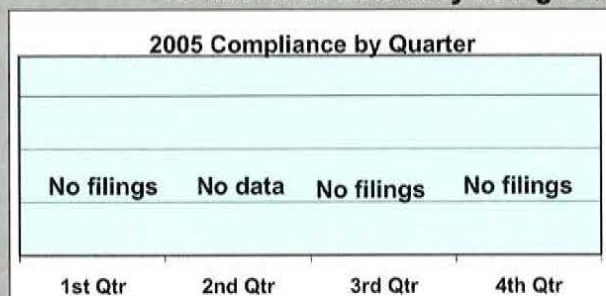 2005 Compliance by Quarter
No filings No data No filings No filings
1st Qtr 2nd Qtr 3rd Qtr 4th Qtr